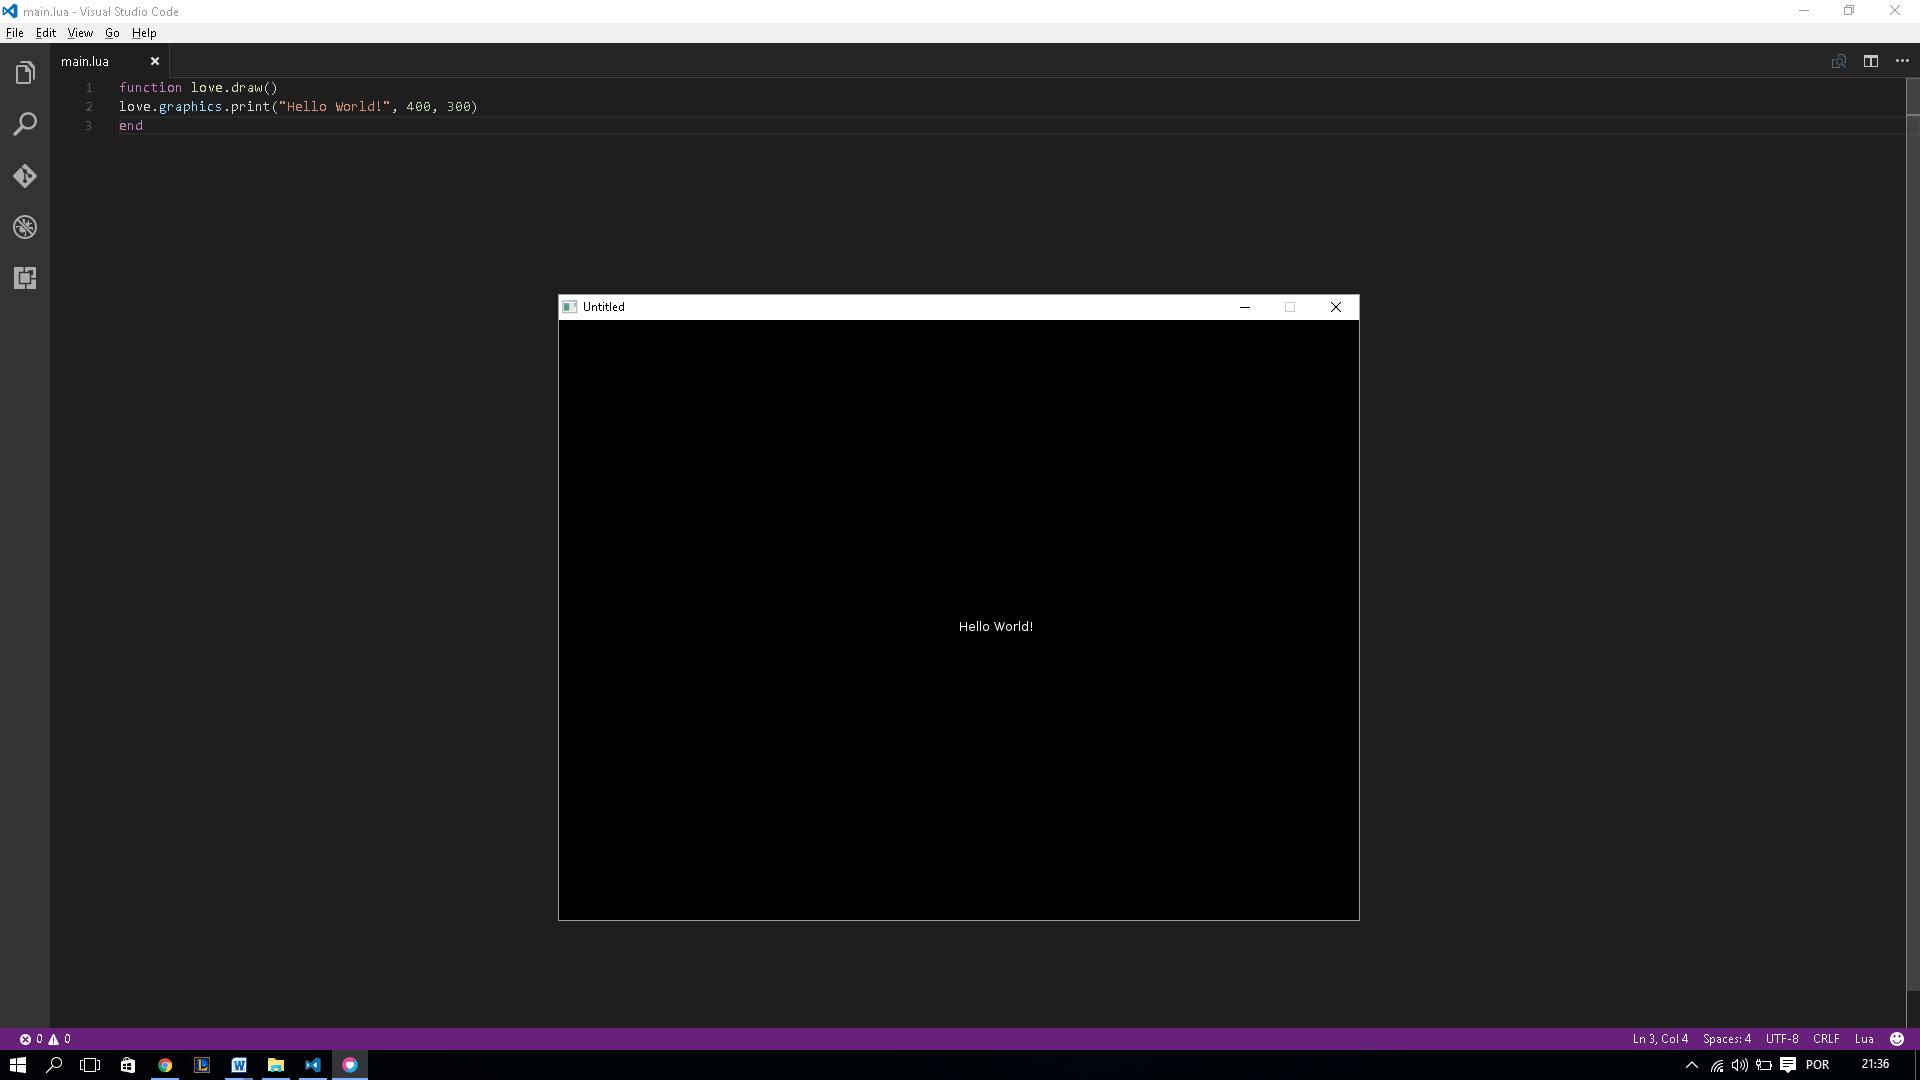 main.lua - Visual Studio Code
File Edit View Go Help
main.lua
1 function love.draw()
2 love.graphics.print("Hello World!", 400, 300)
3 end
Untitled
Hello World!
0 0 Ln 3, Col 4 Spaces: 4 UTF-8 CRLF Lua
POR 21:36